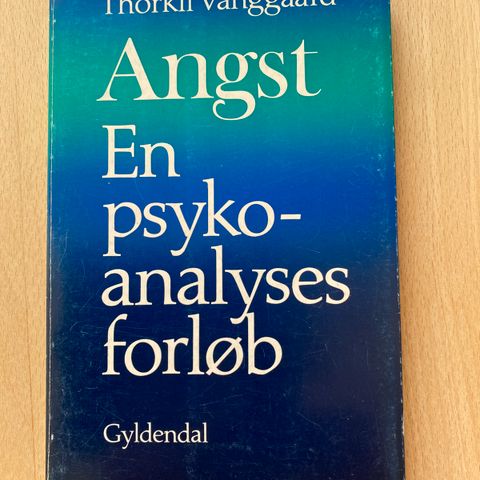 Thorkil Vanggaard
Angst
En
psyko-
analyses
forløb
Gyldendal